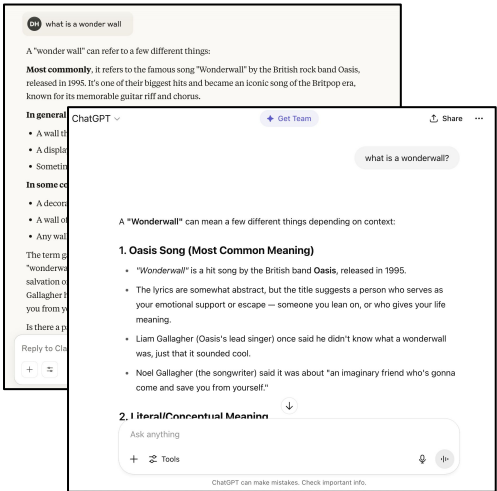 DH what is a wonder wall
A "wonder wall" can refer to a few different things:
Most commonly, it refers to the famous song "Wonderwall" by the British rock band Oasis,
released in 1995. It's one of their biggest hits and became an iconic song of the Britpop era,
known for its memorable guitar riff and chorus.
In general
• A wall th
• A displa
• Sometin
In some co
• A decora
• A wall of
• Any wal
The term ga
"wonderwa
salvation o
Gallagher h
you from yo
Is there a pa
Reply to Cla
ChatGPT
Get Team
Share
what is a wonderwall?
A "Wonderwall" can mean a few different things depending on context:
1. Oasis Song (Most Common Meaning)
• "Wonderwall" is a hit song by the British band Oasis, released in 1995.
• The lyrics are somewhat abstract, but the title suggests a person who serves as
your emotional support or escape — someone you lean on, or who gives your life
meaning.
• Liam Gallagher (Oasis's lead singer) once said he didn't know what a wonderwall
was, just that it sounded cool.
• Noel Gallagher (the songwriter) said it was about "an imaginary friend who's gonna
come and save you from yourself."
2. Literal/Conceptual Meaning
Ask anything
Tools
ChatGPT can make mistakes. Check important info.